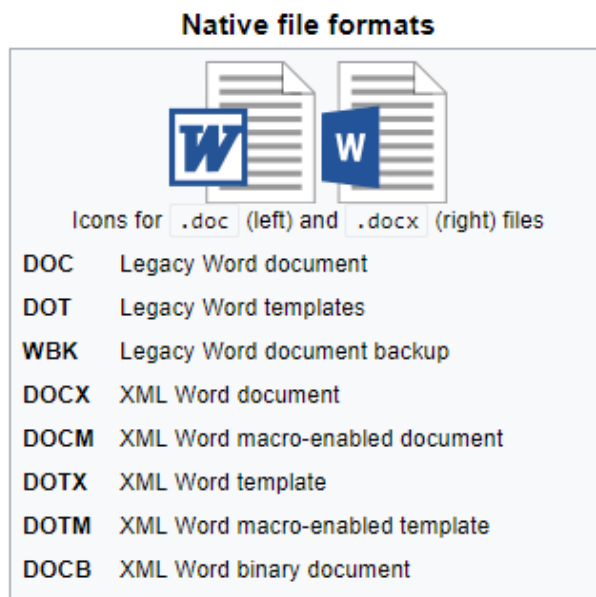 Native file formats
W W
Icons for .doc (left) and .docx (right) files
DOC Legacy Word document
DOT Legacy Word templates
WBK Legacy Word document backup
DOCX XML Word document
DOCM XML Word macro-enabled document
DOTX XML Word template
DOTM XML Word macro-enabled template
DOCB XML Word binary document